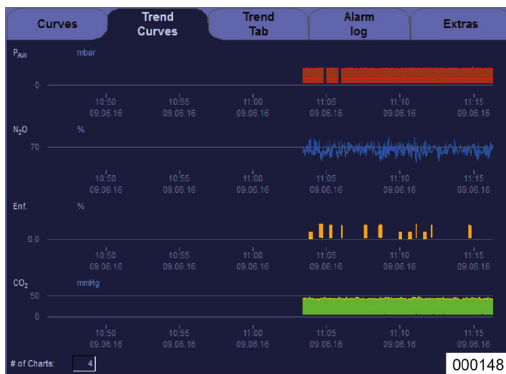 Curves
Trend
Curves
Trend
Tab
Alarm
log
Extras
PAW mbar
0
10:50 10:55 11:00 11:05 11:10 11:15
09.06.16 09.06.16 09.06.16 09.06.16 09.06.16 09.06.16
N2O %
70
10:50 10:55 11:00 11:05 11:10 11:15
09.06.16 09.06.16 09.06.16 09.06.16 09.06.16 09.06.16
Enf. %
0.0
10:50 10:55 11:00 11:05 11:10 11:15
09.06.16 09.06.16 09.06.16 09.06.16 09.06.16 09.06.16
CO2 mmHg
50
0
10:50 10:55 11:00 11:05 11:10 11:15
09.06.16 09.06.16 09.06.16 09.06.16 09.06.16 09.06.16
# of Charts: 4
000148